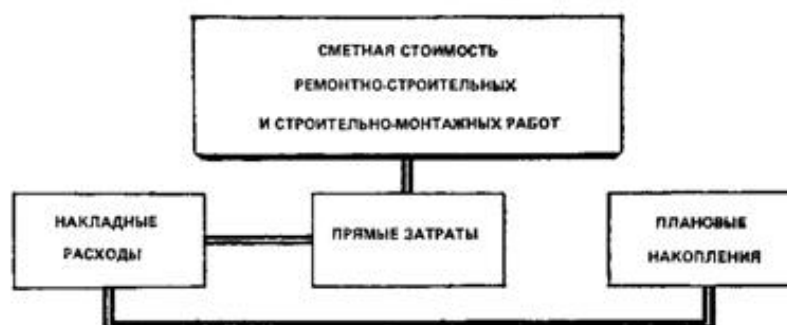 СМЕТНАЯ СТОИМОСТЬ
РЕМОНТНО-СТРОИТЕЛЬНЫХ
И СТРОИТЕЛЬНО-МОНТАЖНЫХ РАБОТ
НАКЛАДНЫЕ
РАСХОДЫ
ПРЯМЫЕ ЗАТРАТЫ
ПЛАНОВЫЕ
НАКОПЛЕНИЯ